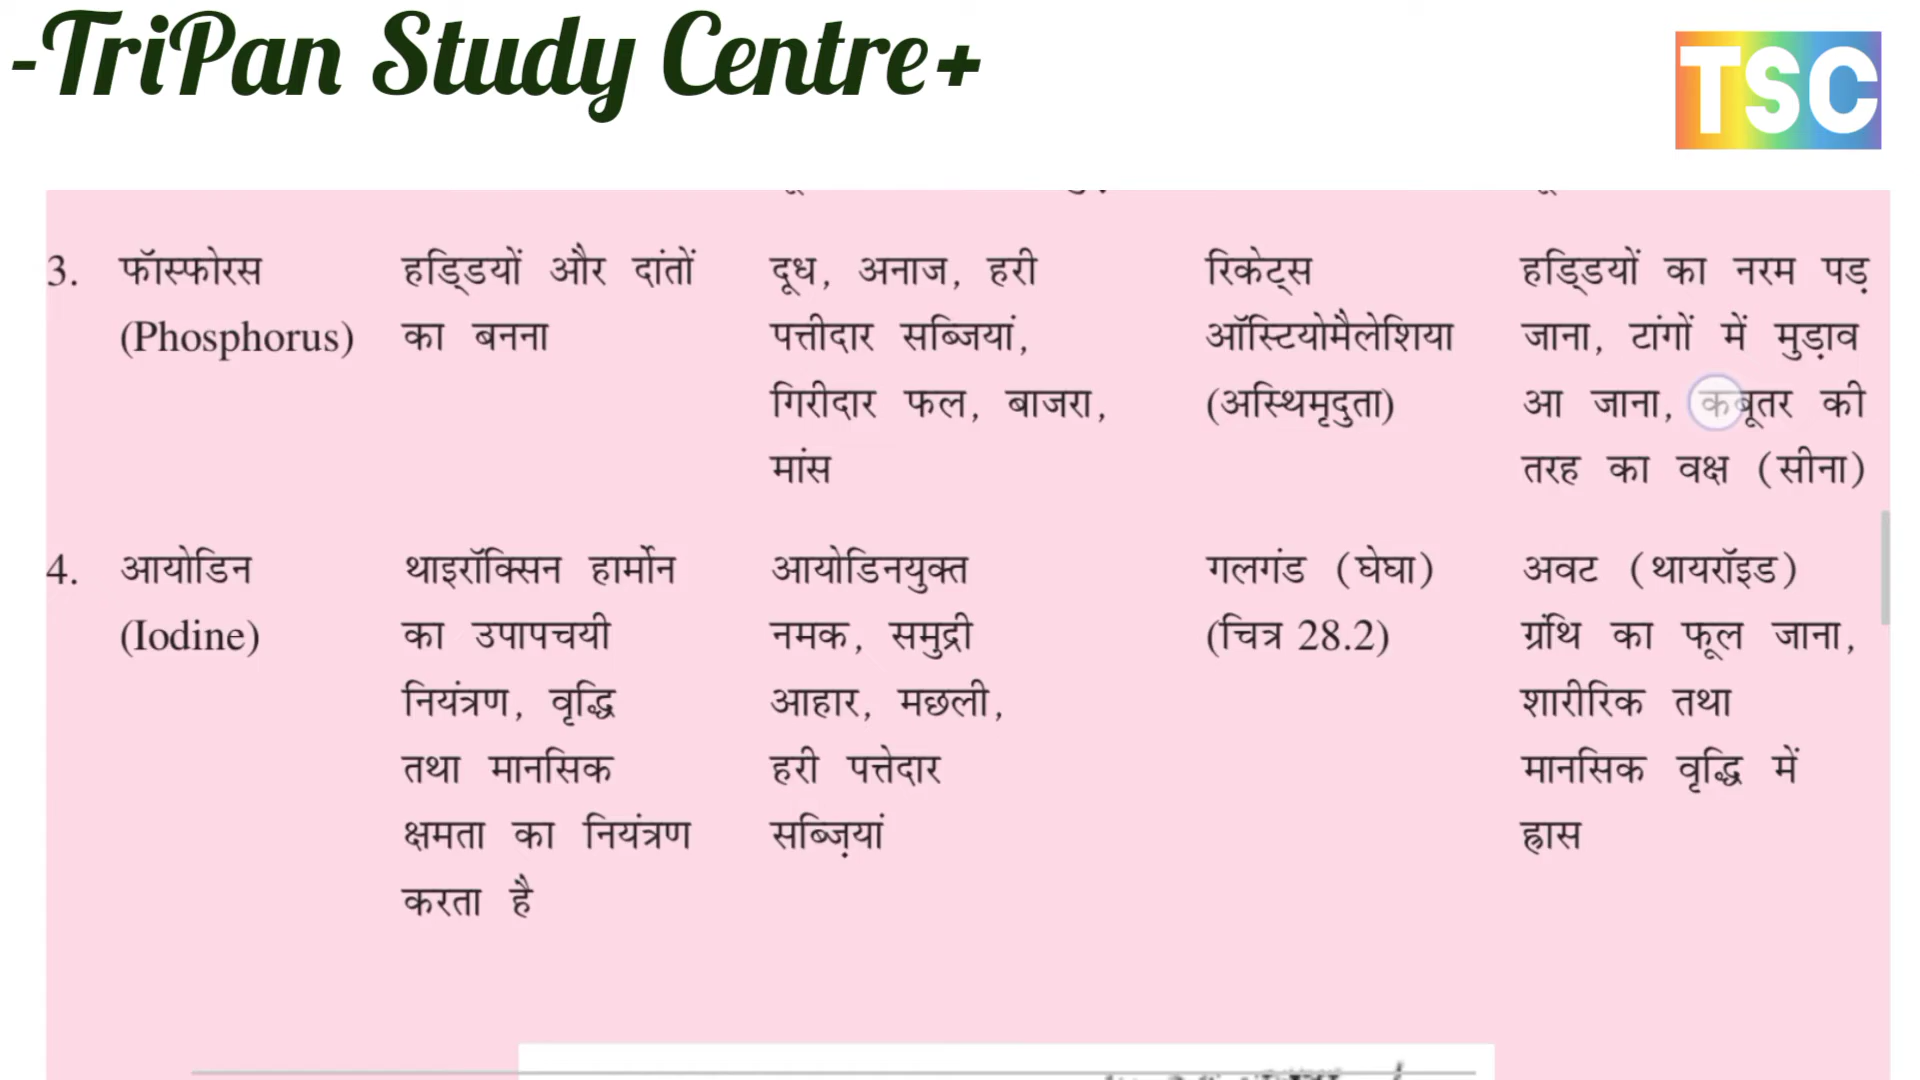 -TriPan Study Centre+
TSC
3. फॉस्फोरस हड्डियों और दांतों दूध, अनाज, हरी रिकेट्स हड्डियों का नरम पड़
(Phosphorus) का बनना पत्तीदार सब्जियां, ऑस्टियोमैलेशिया जाना, टांगों में मुड़ाव
गिरीदार फल, बाजरा, (अस्थिमृदुता) आ जाना, कबूतर की
मांस तरह का वक्ष (सीना)
4. आयोडिन थाइरॉक्सिन हार्मोन आयोडिनयुक्त गलगंड (घेघा) अवट (थायरॉइड)
(Iodine) का उपापचयी नमक, समुद्री (चित्र 28.2) ग्रंथि का फूल जाना,
नियंत्रण, वृद्धि आहार, मछली, शारीरिक तथा
तथा मानसिक हरी पत्तेदार मानसिक वृद्धि में
क्षमता का नियंत्रण सब्ज़ियां ह्रास
करता है